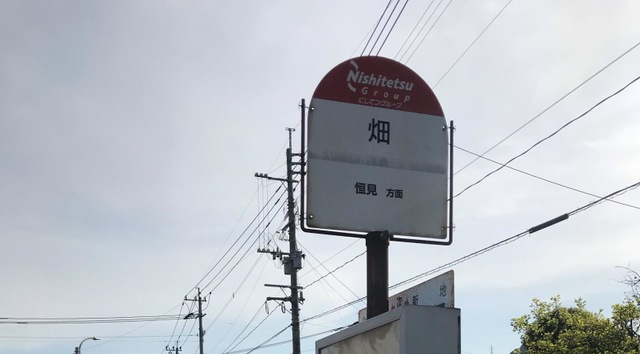 Nishitetsu
Group
にしてつグループ
畑
恒見 方面